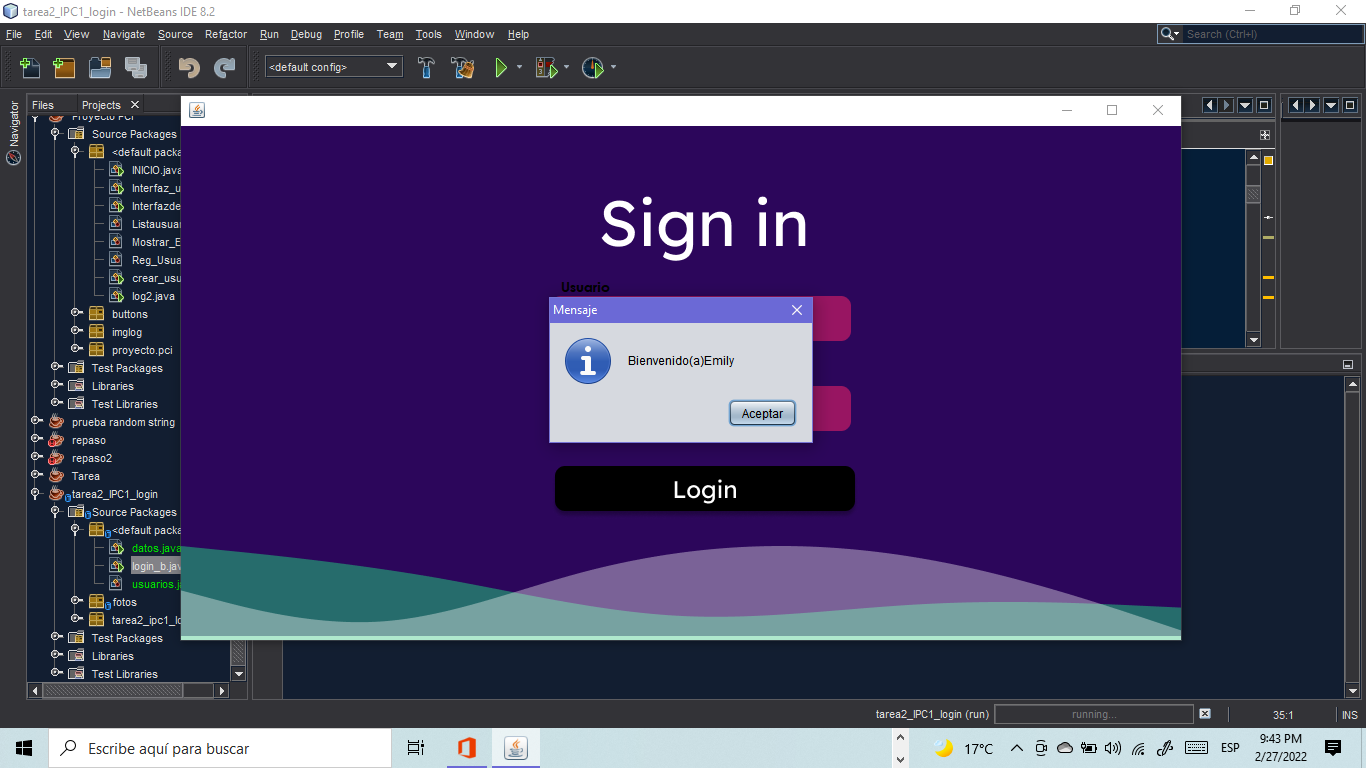 tarea2_IPC1_login - NetBeans IDE 8.2
File Edit View Navigate Source Refactor Run Debug Profile Team Tools Window Help
Search (Ctrl+I)
<default config>
Navigator
Files Projects
Proyecto PCI
Source Packages
<default packa
INICIO.java
Interfaz_u
Interfazde
Listausuar
Mostrar_E
Reg_Usua
crear_usu
log2.java
buttons
imglog
proyecto.pci
Test Packages
Libraries
Test Libraries
prueba random string
repaso
repaso2
Tarea
tarea2_IPC1_login
Source Packages
<default packa
datos.java
login_b.jav
usuarios.j
fotos
tarea2_ipc1_lo
Test Packages
Libraries
Test Libraries
Sign in
Usuario
Mensaje
Bienvenido(a)Emily
Aceptar
Login
tarea2_IPC1_login (run) running... 35:1 INS
Escribe aquí para buscar
17°C
ESP
9:43 PM
2/27/2022